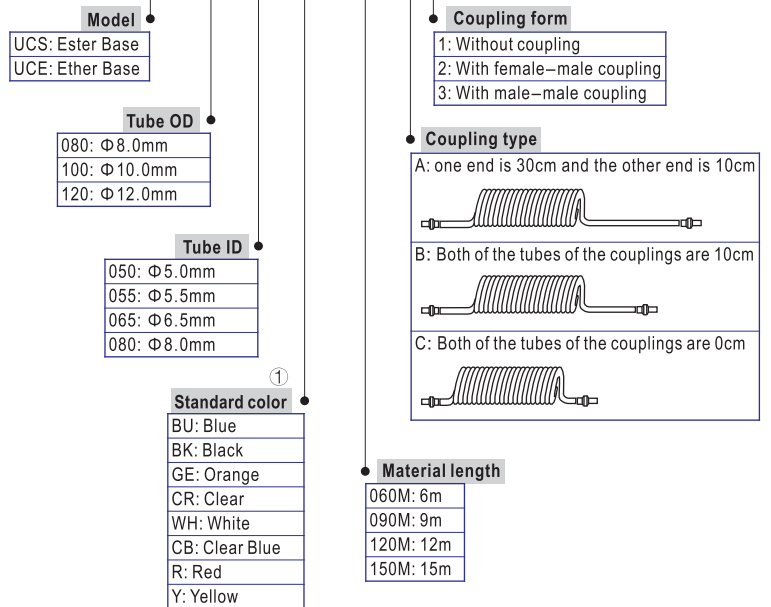 Model
UCS: Ester Base
UCE: Ether Base
Tube OD
080: Φ8.0mm
100: Φ10.0mm
120: Φ12.0mm
Tube ID
050: Φ5.0mm
055: Φ5.5mm
065: Φ6.5mm
080: Φ8.0mm
①
Standard color
BU: Blue
BK: Black
GE: Orange
CR: Clear
WH: White
CB: Clear Blue
R: Red
Y: Yellow
Material length
060M: 6m
090M: 9m
120M: 12m
150M: 15m
Coupling type
A: one end is 30cm and the other end is 10cm
B: Both of the tubes of the couplings are 10cm
C: Both of the tubes of the couplings are 0cm
Coupling form
1: Without coupling
2: With female–male coupling
3: With male–male coupling